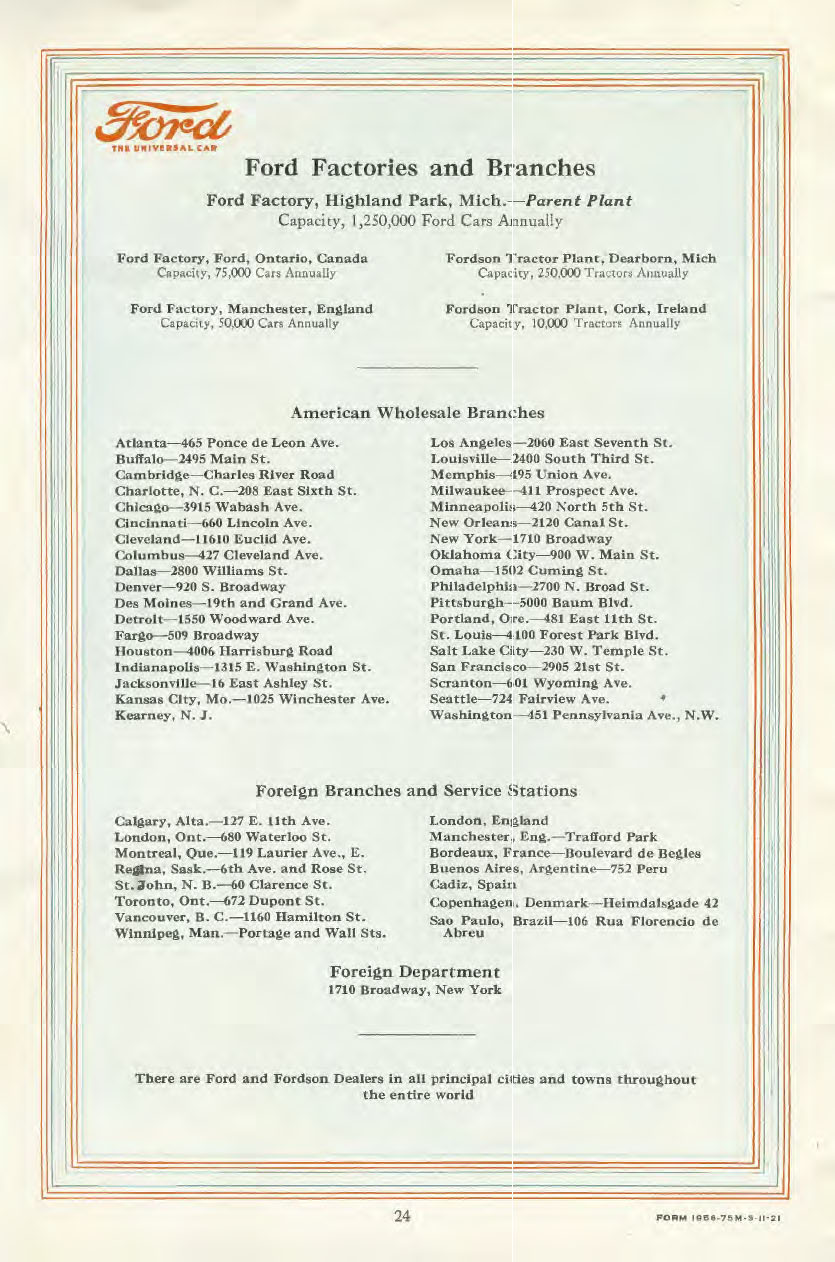 Ford
THE UNIVERSAL CAR
Ford Factories and Branches
Ford Factory, Highland Park, Mich.—Parent Plant
Capacity, 1,250,000 Ford Cars Annually
Ford Factory, Ford, Ontario, Canada
Capacity, 75,000 Cars Annually
Ford Factory, Manchester, England
Capacity, 50,000 Cars Annually
Fordson Tractor Plant, Dearborn, Mich
Capacity, 250,000 Tractors Annually
Fordson Tractor Plant, Cork, Ireland
Capacity, 10,000 Tractors Annually
American Wholesale Branches
Atlanta—465 Ponce de Leon Ave.
Buffalo—2495 Main St.
Cambridge—Charles River Road
Charlotte, N. C.—208 East Sixth St.
Chicago—3915 Wabash Ave.
Cincinnati—660 Lincoln Ave.
Cleveland—11610 Euclid Ave.
Columbus—427 Cleveland Ave.
Dallas—2800 Williams St.
Denver—920 S. Broadway
Des Moines—19th and Grand Ave.
Detroit—1550 Woodward Ave.
Fargo—509 Broadway
Houston—4006 Harrisburg Road
Indianapolis—1315 E. Washington St.
Jacksonville—16 East Ashley St.
Kansas City, Mo.—1025 Winchester Ave.
Kearney, N. J.
Los Angeles—2060 East Seventh St.
Louisville—2400 South Third St.
Memphis—495 Union Ave.
Milwaukee—411 Prospect Ave.
Minneapolis—420 North 5th St.
New Orleans—2120 Canal St.
New York—1710 Broadway
Oklahoma City—900 W. Main St.
Omaha—1502 Cuming St.
Philadelphia—2700 N. Broad St.
Pittsburgh—5000 Baum Blvd.
Portland, Ore.—481 East 11th St.
St. Louis—4100 Forest Park Blvd.
Salt Lake City—230 W. Temple St.
San Francisco—2905 21st St.
Scranton—601 Wyoming Ave.
Seattle—724 Fairview Ave.
Washington—451 Pennsylvania Ave., N.W.
Foreign Branches and Service Stations
Calgary, Alta.—127 E. 11th Ave.
London, Ont.—680 Waterloo St.
Montreal, Que.—119 Laurier Ave., E.
Regina, Sask.—6th Ave. and Rose St.
St. John, N. B.—60 Clarence St.
Toronto, Ont.—672 Dupont St.
Vancouver, B. C.—1160 Hamilton St.
Winnipeg, Man.—Portage and Wall Sts.
London, England
Manchester, Eng.—Trafford Park
Bordeaux, France—Boulevard de Begles
Buenos Aires, Argentine—752 Peru
Cadiz, Spain
Copenhagen, Denmark—Heimdalsgade 42
Sao Paulo, Brazil—106 Rua Florencio de
Abreu
Foreign Department
1710 Broadway, New York
There are Ford and Fordson Dealers in all principal cities and towns throughout
the entire world
24
FORM 1956-75M-S-11-21